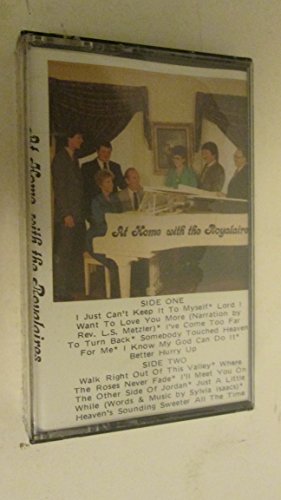 At Home with the Royalaires
At Home with the Royalaires
SIDE ONE
I Just Can't Keep It To Myself* Lord I
Want To Love You More (Narration by
Rev. L.S. Metzler)* I've Come Too Far
To Turn Back* Somebody Touched Heaven
For Me* I Know My God Can Do It*
Better Hurry Up
SIDE TWO
Walk Right Out Of This Valley* Where
The Roses Never Fade* I'll Meet You On
The Other Side Of Jordan* Just A Little
While (Words & Music by Sylvia Isaacs)*
Heaven's Sounding Sweeter All The Time